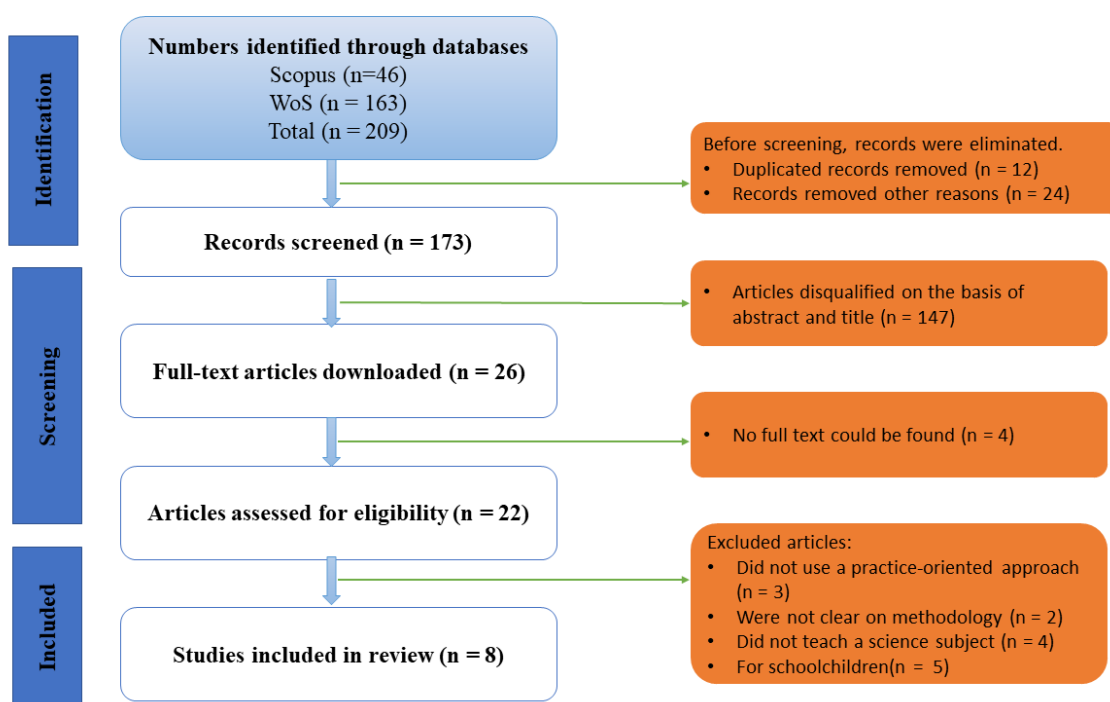 Identification
Numbers identified through databases
Scopus (n=46)
WoS (n = 163)
Total (n = 209)
Before screening, records were eliminated.
• Duplicated records removed (n = 12)
• Records removed other reasons (n = 24)
Records screened (n = 173)
Screening
• Articles disqualified on the basis of
abstract and title (n = 147)
Full-text articles downloaded (n = 26)
• No full text could be found (n = 4)
Articles assessed for eligibility (n = 22)
Included
Excluded articles:
• Did not use a practice-oriented approach
(n = 3)
• Were not clear on methodology (n = 2)
• Did not teach a science subject (n = 4)
• For schoolchildren(n = 5)
Studies included in review (n = 8)